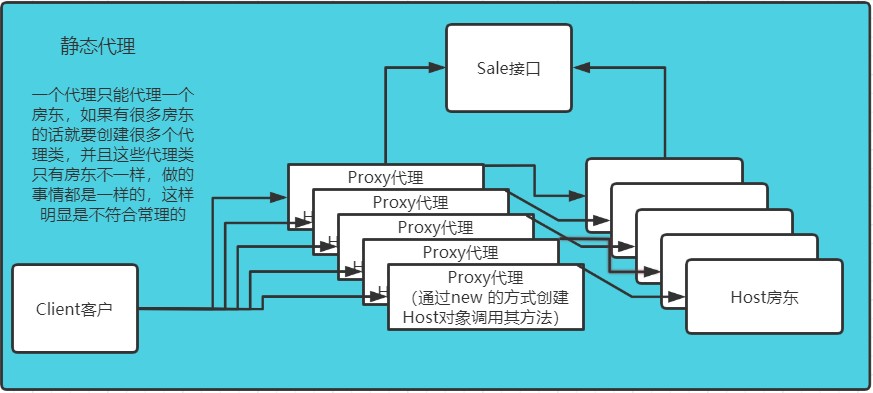 静态代理
一个代理只能代理一个
房东，如果有很多房东
的话就要创建很多个代
理类，并且这些代理类
只有房东不一样，做的
事情都是一样的，这样
明显是不符合常理的
Sale接口
Proxy代理
Proxy代理
Proxy代理
Proxy代理
Proxy代理
（通过new 的方式创建
Host对象调用其方法）
Client客户
Host房东